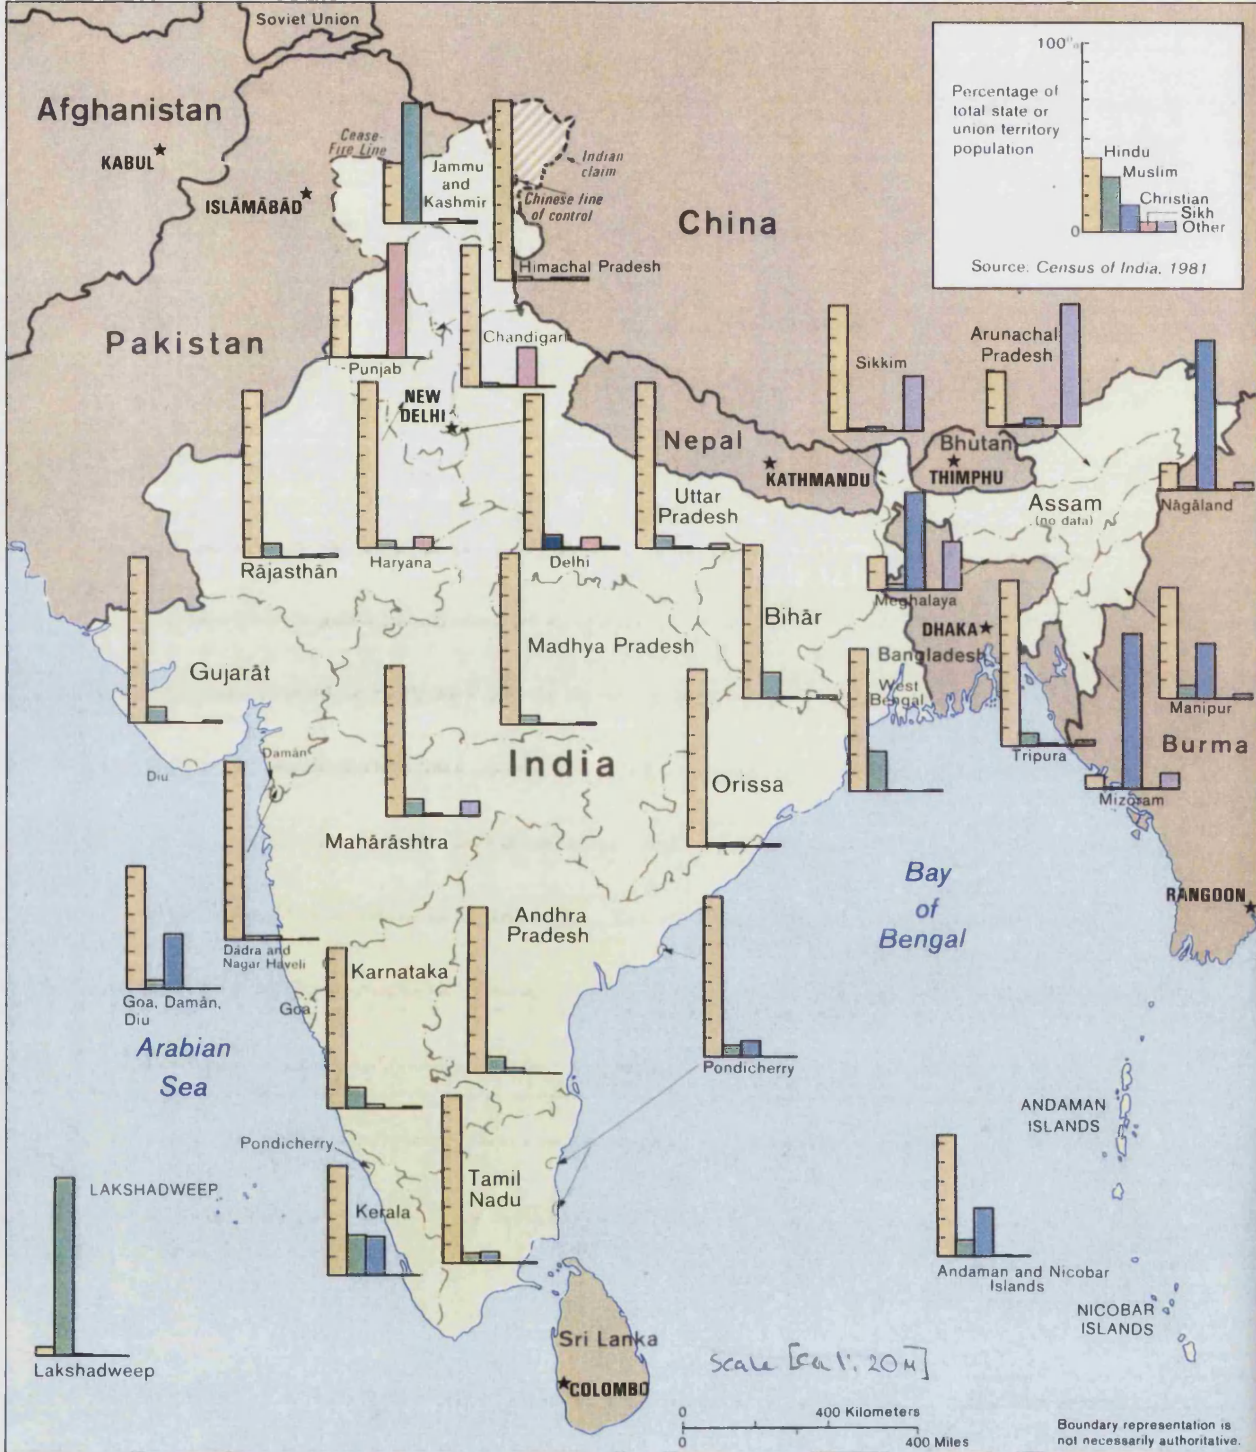 Soviet Union
Afghanistan
KABUL
ISLĀMĀBĀD
Cease-
Fire Line
Jammu
and
Kashmir
Indian
claim
Chinese line
of control
China
100%
Percentage of
total state or
union territory
population
Hindu
Muslim
Christian
Sikh
Other
0
Source: Census of India, 1981
Himachal Pradesh
Pakistan
Punjab
Chandigarh
NEW
DELHI
Nepal
KATHMANDU
Sikkim
Arunachal
Pradesh
Bhutan
THIMPHU
Assam
(no data)
Nāgāland
Uttar
Pradesh
Rājasthān
Haryana
Delhi
Meghalaya
Bihār
DHAKA
Bangladesh
West
Bengal
Madhya Pradesh
Gujarāt
Manipur
Tripura
Burma
Mizoram
India
Orissa
Damān
Diu
Mahārāshtra
Bay
of
Bengal
RANGOON
Dādra and
Nagar Haveli
Andhra
Pradesh
Karnataka
Goa, Damān,
Diu
Goa
Arabian
Sea
Pondicherry
ANDAMAN
ISLANDS
Pondicherry
Tamil
Nadu
LAKSHADWEEP
Kerala
Andaman and Nicobar
Islands
NICOBAR
ISLANDS
Lakshadweep
Sri Lanka
COLOMBO
Scale [ca 1: 20 M]
0 400 Kilometers
0 400 Miles
Boundary representation is
not necessarily authoritative.